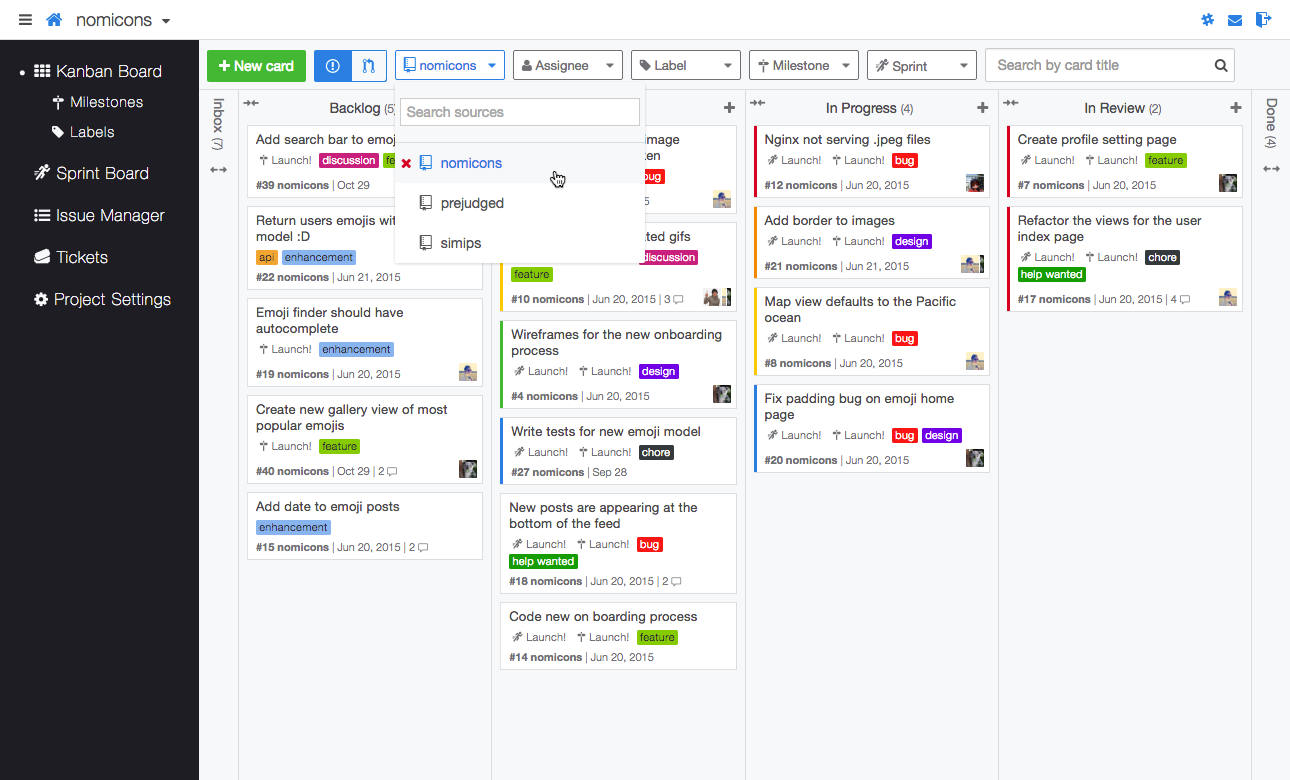 nomicons
Kanban Board
Milestones
Labels
Sprint Board
Issue Manager
Tickets
Project Settings
New card
nomicons
Assignee
Label
Milestone
Sprint
Search by card title
Search sources
nomicons
prejudged
simips
Inbox (7)
Backlog (5
Add search bar to emoj
Launch! discussion fe
#39 nomicons | Oct 29
Return users emojis wit
model :D
api enhancement
#22 nomicons | Jun 21, 2015
Emoji finder should have
autocomplete
Launch! enhancement
#19 nomicons | Jun 20, 2015
Create new gallery view of most
popular emojis
Launch! feature
#40 nomicons | Oct 29 | 2
Add date to emoji posts
enhancement
#15 nomicons | Jun 20, 2015 | 2
mage
ten
bug
5
ted gifs
discussion
feature
#10 nomicons | Jun 20, 2015 | 3
Wireframes for the new onboarding
process
Launch! Launch! design
#4 nomicons | Jun 20, 2015
Write tests for new emoji model
Launch! Launch! chore
#27 nomicons | Sep 28
New posts are appearing at the
bottom of the feed
Launch! Launch! bug
help wanted
#18 nomicons | Jun 20, 2015 | 2
Code new on boarding process
Launch! Launch! feature
#14 nomicons | Jun 20, 2015
In Progress (4)
Nginx not serving .jpeg files
Launch! Launch! bug
#12 nomicons | Jun 20, 2015
Add border to images
Launch! Launch! design
#21 nomicons | Jun 21, 2015
Map view defaults to the Pacific
ocean
Launch! Launch! bug
#8 nomicons | Jun 20, 2015
Fix padding bug on emoji home
page
Launch! Launch! bug design
#20 nomicons | Jun 20, 2015
In Review (2)
Create profile setting page
Launch! Launch! feature
#7 nomicons | Jun 20, 2015
Refactor the views for the user
index page
Launch! Launch! chore
help wanted
#17 nomicons | Jun 20, 2015 | 4
Done (4)